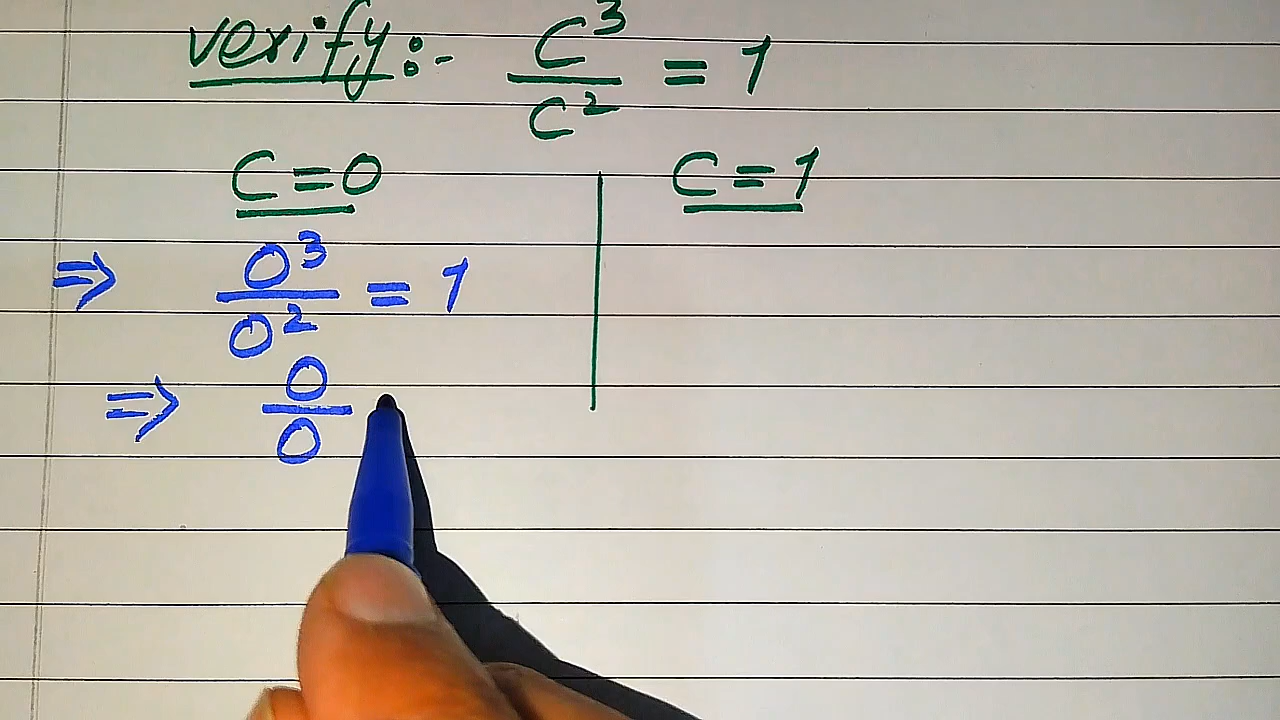 verify:- C³/C² = 1
C=0 C=1
⇒ 0³/0² = 1
⇒ 0/0